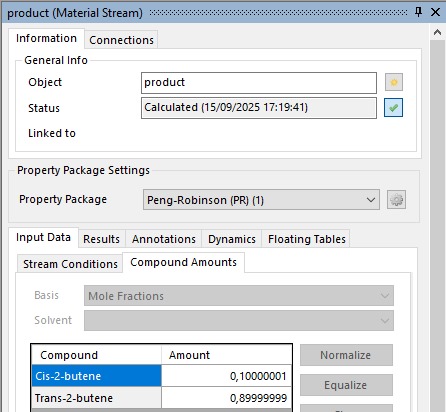 product (Material Stream)
Information Connections
General Info
Object product
Status Calculated (15/09/2025 17:19:41)
Linked to
Property Package Settings
Property Package Peng-Robinson (PR) (1)
Input Data Results Annotations Dynamics Floating Tables
Stream Conditions Compound Amounts
Basis Mole Fractions
Solvent
Compound Amount Normalize
Cis-2-butene 0,10000001 Equalize
Trans-2-butene 0,89999999